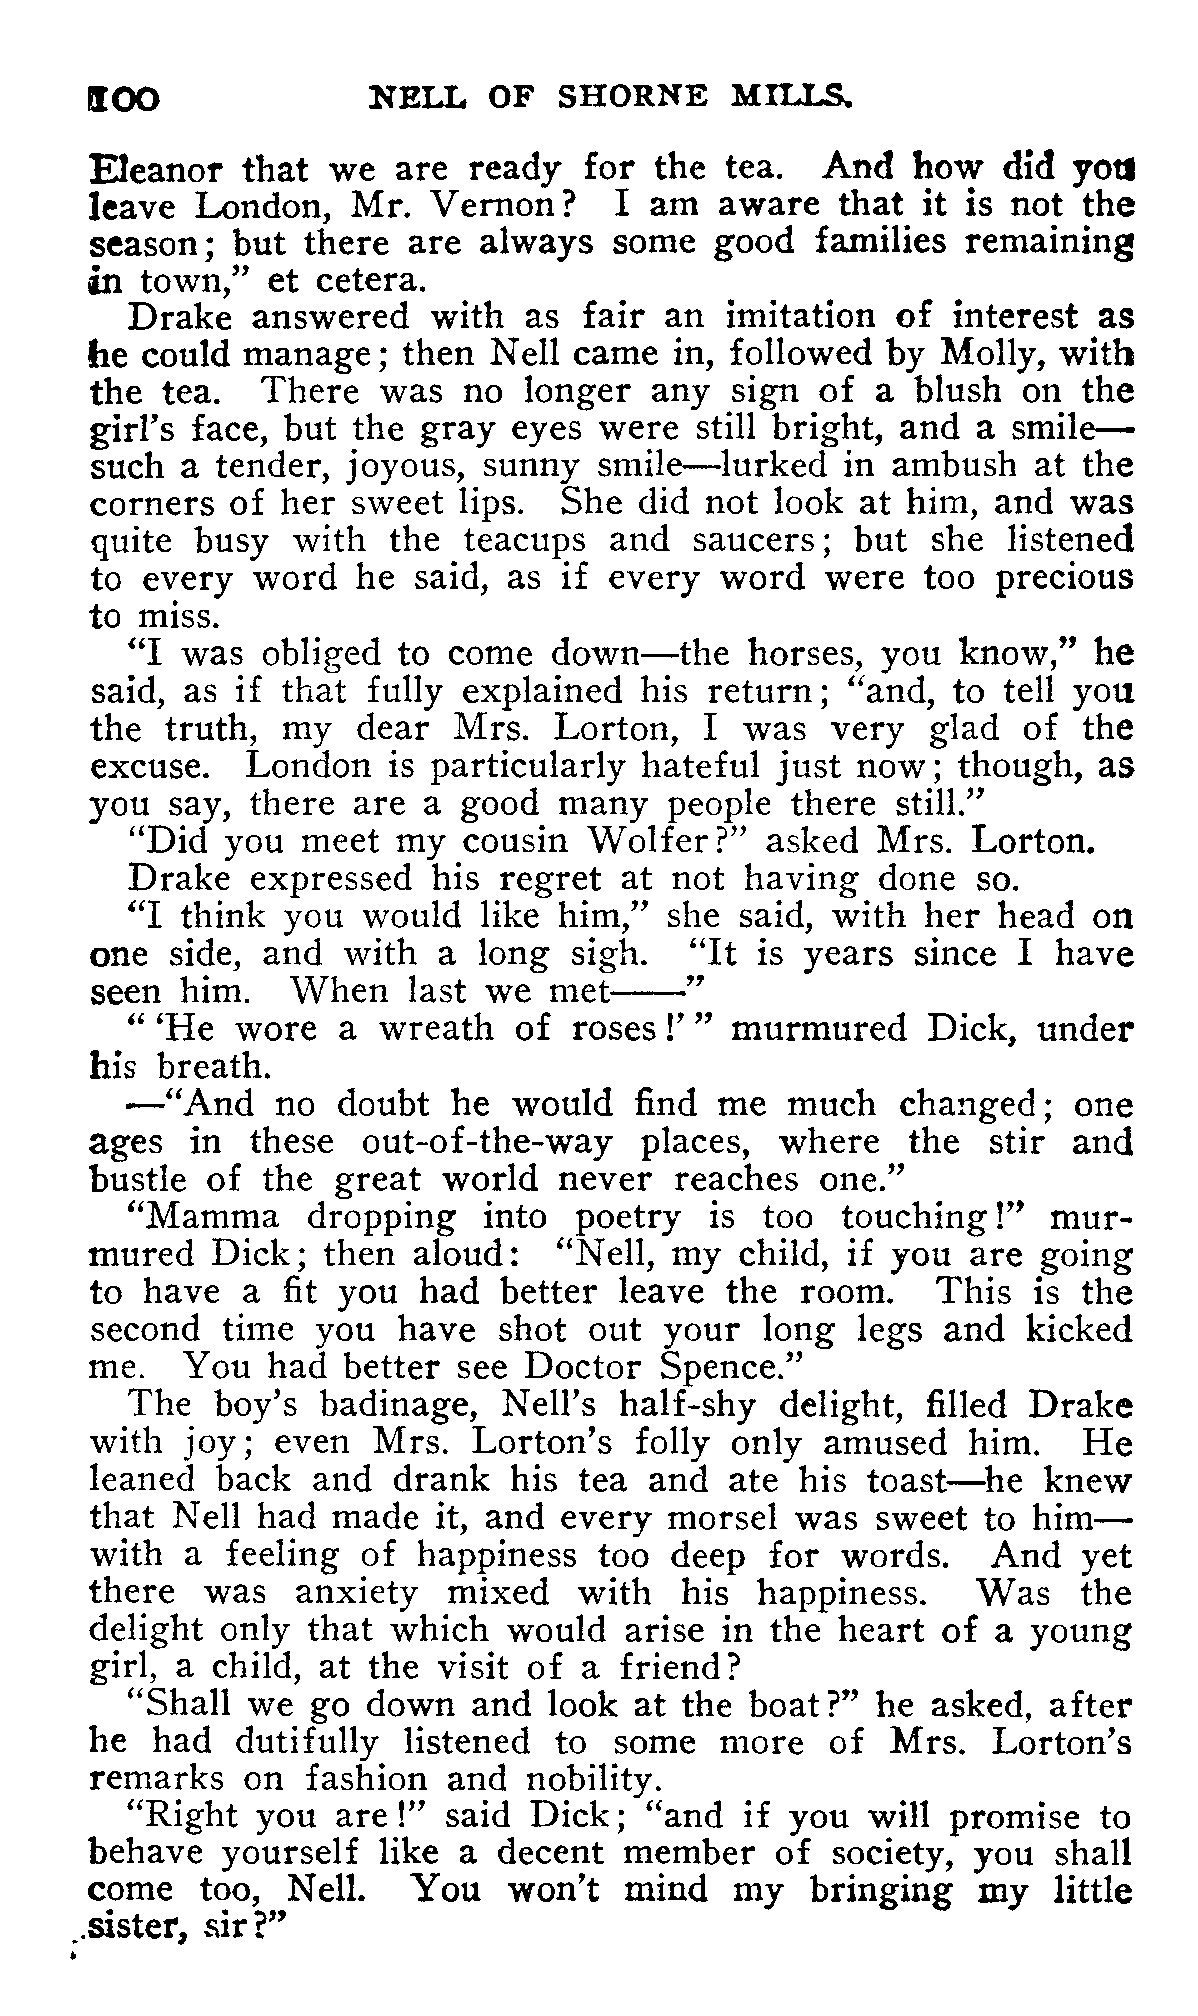 100 NELL OF SHORNE MILLS.
Eleanor that we are ready for the tea. And how did you
leave London, Mr. Vernon? I am aware that it is not the
season; but there are always some good families remaining
in town," et cetera.
Drake answered with as fair an imitation of interest as
he could manage; then Nell came in, followed by Molly, with
the tea. There was no longer any sign of a blush on the
girl's face, but the gray eyes were still bright, and a smile—
such a tender, joyous, sunny smile—lurked in ambush at the
corners of her sweet lips. She did not look at him, and was
quite busy with the teacups and saucers; but she listened
to every word he said, as if every word were too precious
to miss.
"I was obliged to come down—the horses, you know," he
said, as if that fully explained his return; "and, to tell you
the truth, my dear Mrs. Lorton, I was very glad of the
excuse. London is particularly hateful just now; though, as
you say, there are a good many people there still."
"Did you meet my cousin Wolfer?" asked Mrs. Lorton.
Drake expressed his regret at not having done so.
"I think you would like him," she said, with her head on
one side, and with a long sigh. "It is years since I have
seen him. When last we met——"
" 'He wore a wreath of roses!' " murmured Dick, under
his breath.
—"And no doubt he would find me much changed; one
ages in these out-of-the-way places, where the stir and
bustle of the great world never reaches one."
"Mamma dropping into poetry is too touching!" mur-
mured Dick; then aloud: "Nell, my child, if you are going
to have a fit you had better leave the room. This is the
second time you have shot out your long legs and kicked
me. You had better see Doctor Spence."
The boy's badinage, Nell's half-shy delight, filled Drake
with joy; even Mrs. Lorton's folly only amused him. He
leaned back and drank his tea and ate his toast—he knew
that Nell had made it, and every morsel was sweet to him—
with a feeling of happiness too deep for words. And yet
there was anxiety mixed with his happiness. Was the
delight only that which would arise in the heart of a young
girl, a child, at the visit of a friend?
"Shall we go down and look at the boat?" he asked, after
he had dutifully listened to some more of Mrs. Lorton's
remarks on fashion and nobility.
"Right you are!" said Dick; "and if you will promise to
behave yourself like a decent member of society, you shall
come too, Nell. You won't mind my bringing my little
sister, sir?"